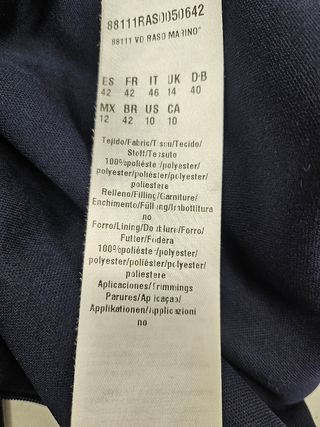 88111RASO050642
88111 VD RASO MARINO"
ES FR IT UK D-B
42 42 46 14 40
MX BR US CA
12 42 10 10
Tejido/Fabric/Tissu/Tecido/
Stoff/Tessuto
100%poliéster/polyester/
polyester/poliéster/polyester/
poliestere
Relleno/Filling/Garniture/
Enchimento/Füllung/Imbottitura
no
Forro/Lining/Doublure/Forro/
Futter/Fodera
100%poliéster/polyester/
polyester/poliéster/polyester/
poliestere
Aplicaciones/Trimmings
Parures/Aplicaçao/
Applikationen/Applicazioni
no